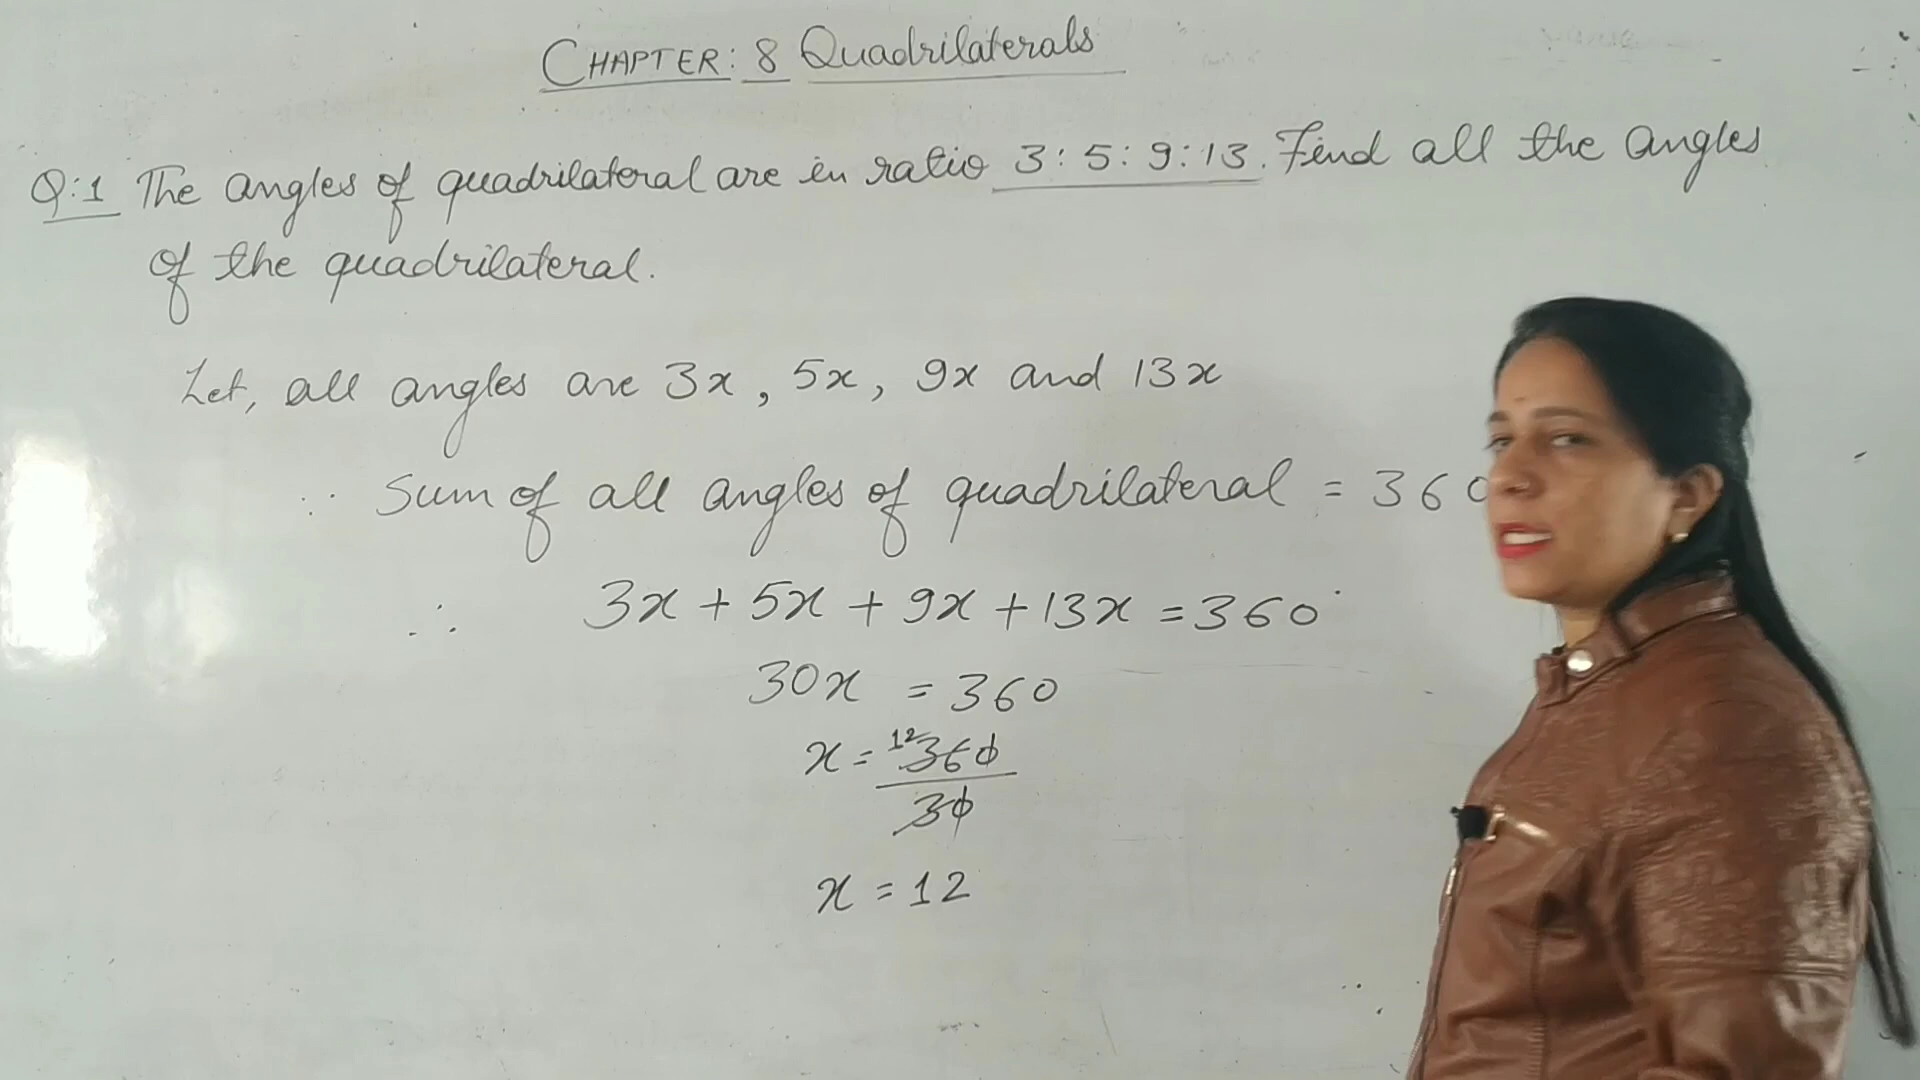 CHAPTER: 8 Quadrilaterals
Q:1 The angles of quadrilateral are in ratio 3:5:9:13. Find all the angles
of the quadrilateral.
Let, all angles are 3x, 5x, 9x and 13x
∵ Sum of all angles of quadrilateral = 360
∴ 3x + 5x + 9x + 13x = 360°
30x = 360
x = 12 360
30
x = 12